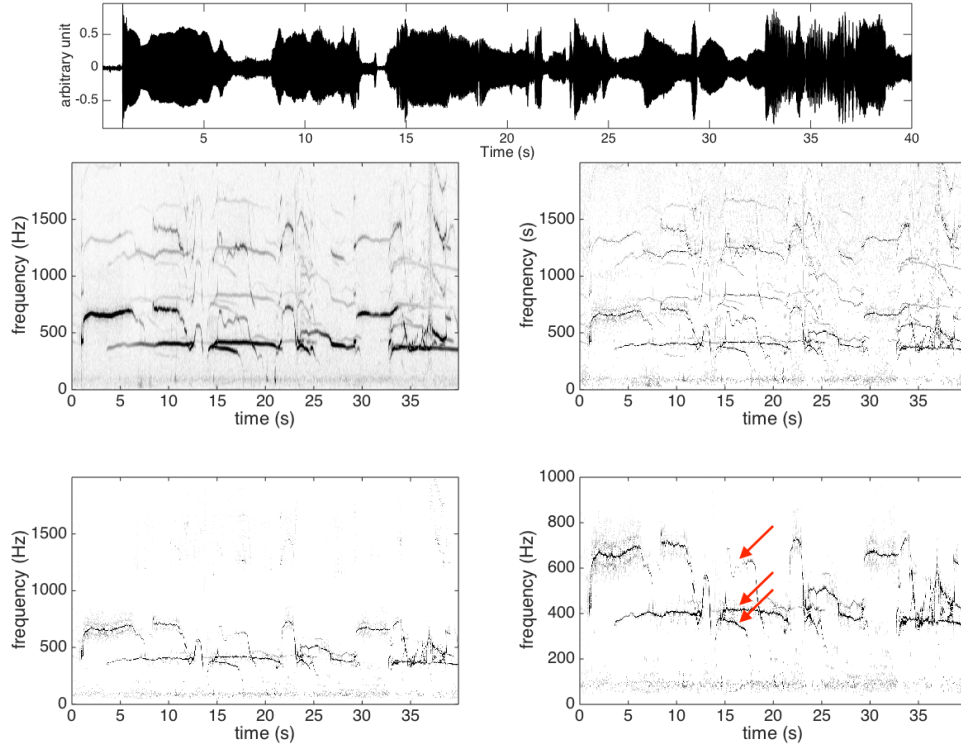 arbitrary unit
0.5
0
-0.5
5 10 15 20 25 30 35 40
Time (s)
frequency (Hz)
1500
1000
500
0
0 5 10 15 20 25 30 35
time (s)
freqnency (s)
1500
1000
500
0
0 5 10 15 20 25 30 35
time (s)
frequency (Hz)
1500
1000
500
0
0 5 10 15 20 25 30 35
time (s)
frequency (Hz)
1000
800
600
400
200
0
0 5 10 15 20 25 30 35
time (s)